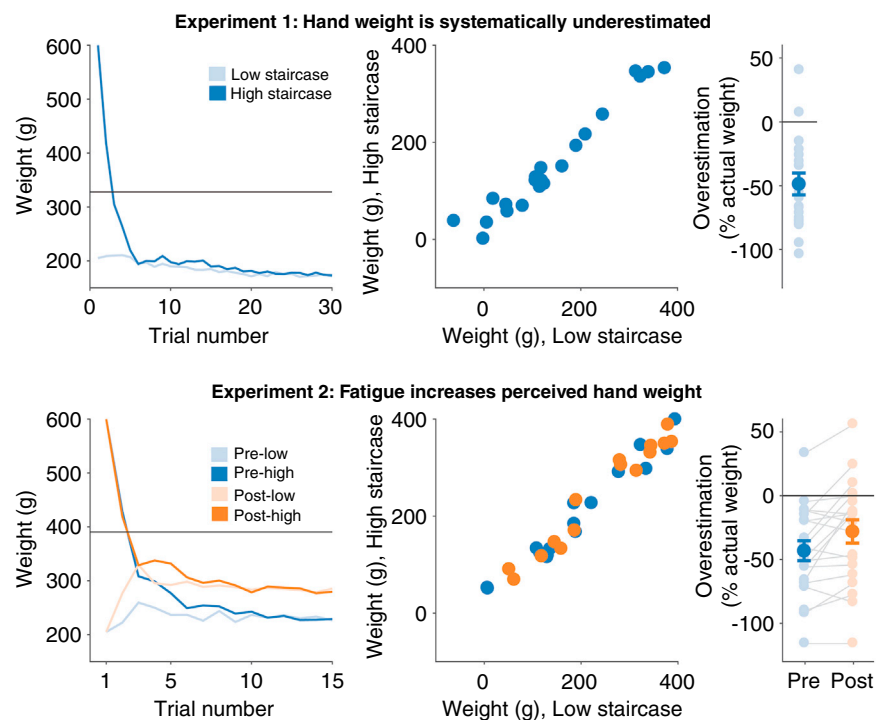 Experiment 1: Hand weight is systematically underestimated
600
500
400
300
200
Weight (g)
Low staircase
High staircase
0
10
20
30
Trial number
400
200
0
Weight (g), High staircase
0
200
400
Weight (g), Low staircase
50
0
-50
-100
Overestimation
(% actual weight)
Experiment 2: Fatigue increases perceived hand weight
600
500
400
300
200
Weight (g)
Pre-low
Pre-high
Post-low
Post-high
1
5
10
15
Trial number
400
200
0
Weight (g), High staircase
0
200
400
Weight (g), Low staircase
50
0
-50
-100
Overestimation
(% actual weight)
Pre Post